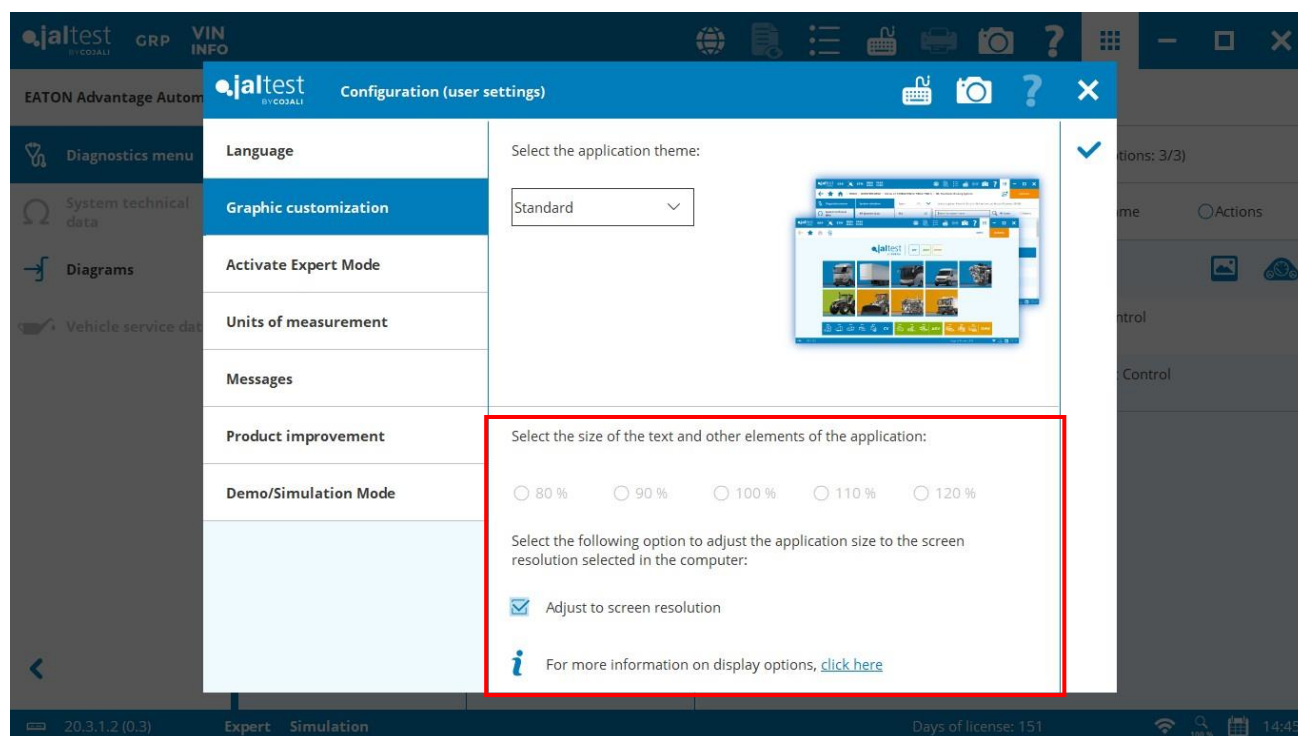 jaltest GRP VIN INFO
BY COJALI
EATON Advantage Autom
jaltest Configuration (user settings)
BY COJALI
Diagnostics menu
System technical data
Diagrams
Vehicle service dat
Language
Graphic customization
Activate Expert Mode
Units of measurement
Messages
Product improvement
Demo/Simulation Mode
Select the application theme:
Standard
jaltest
Select the size of the text and other elements of the application:
80 % 90 % 100 % 110 % 120 %
Select the following option to adjust the application size to the screen
resolution selected in the computer:
Adjust to screen resolution
For more information on display options, click here
tions: 3/3)
me Actions
ntrol
Control
20.3.1.2 (0.3) Expert Simulation Days of license: 151 100 % 14:45